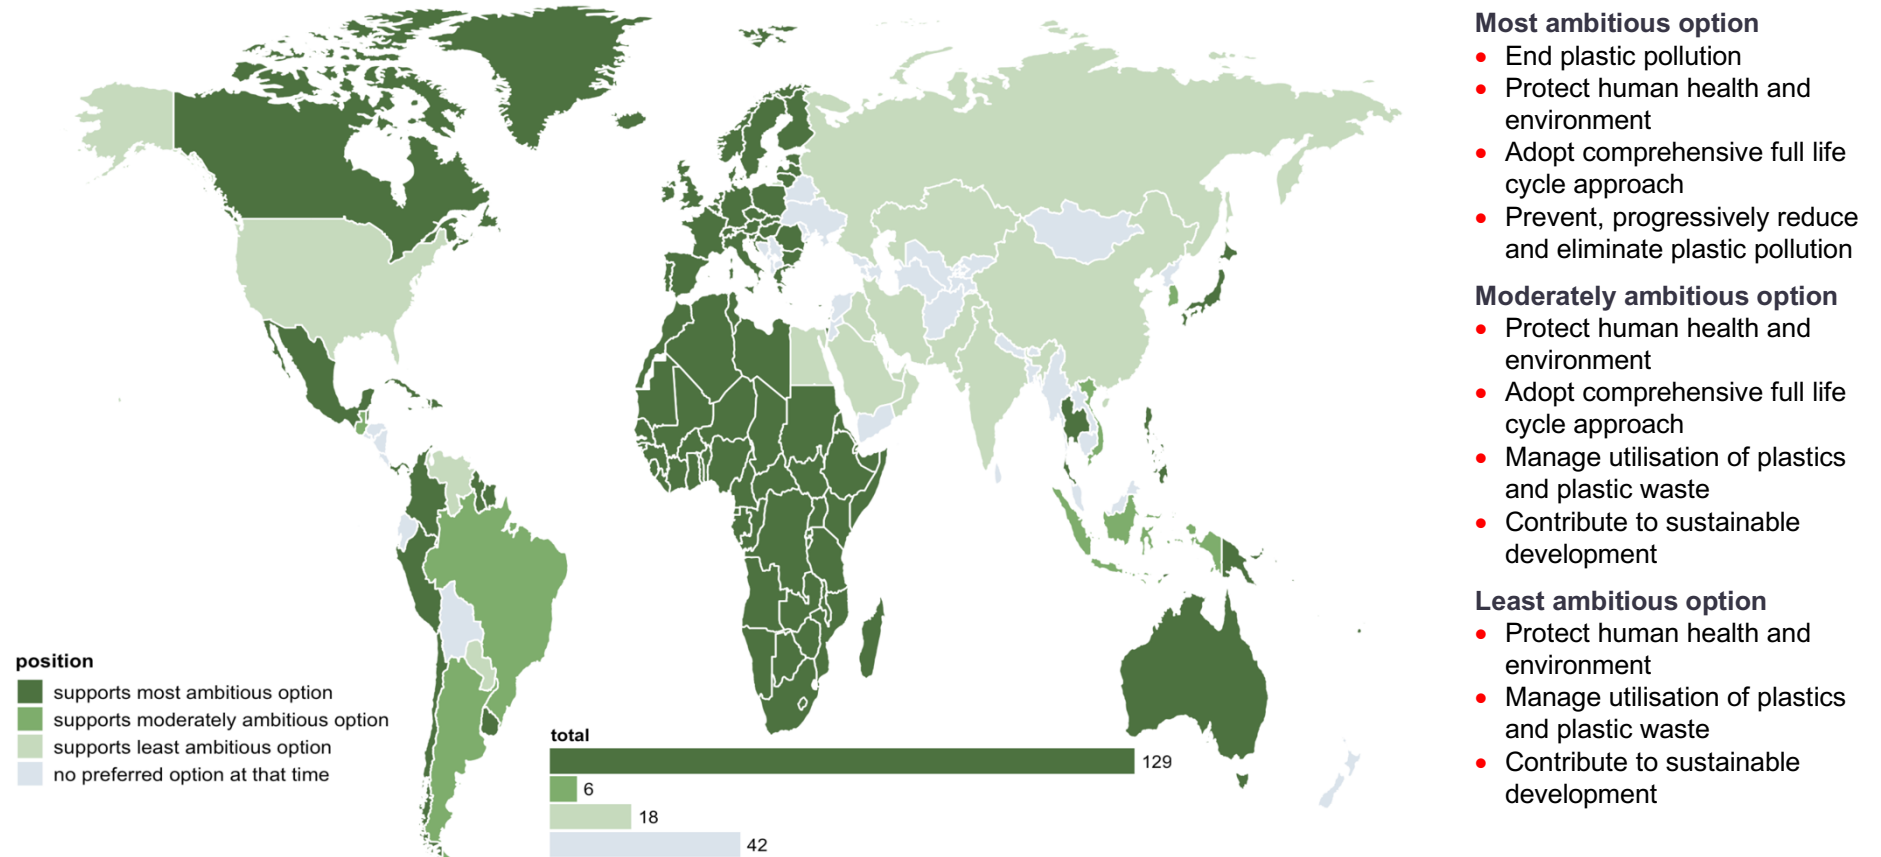 Most ambitious option
• End plastic pollution
• Protect human health and
environment
• Adopt comprehensive full life
cycle approach
• Prevent, progressively reduce
and eliminate plastic pollution
Moderately ambitious option
• Protect human health and
environment
• Adopt comprehensive full life
cycle approach
• Manage utilisation of plastics
and plastic waste
• Contribute to sustainable
development
Least ambitious option
• Protect human health and
environment
• Manage utilisation of plastics
and plastic waste
• Contribute to sustainable
development
position
supports most ambitious option
supports moderately ambitious option
supports least ambitious option
no preferred option at that time
total
129
6
18
42